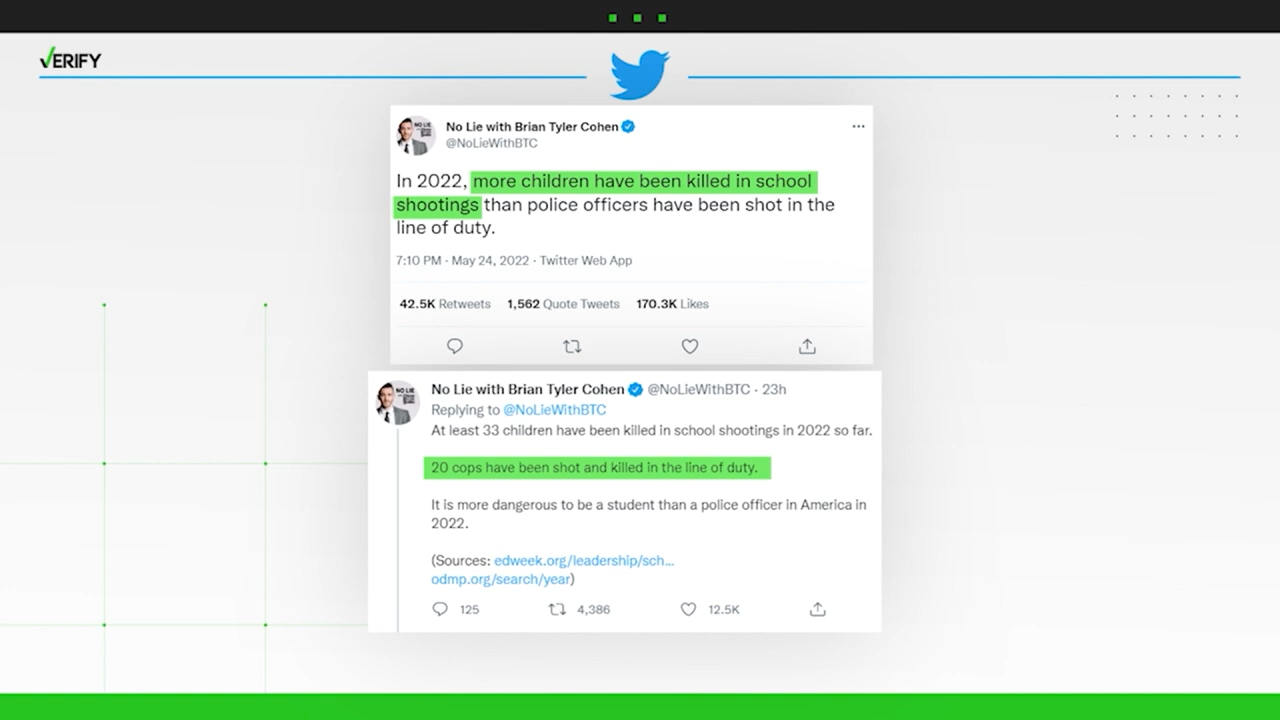 VERIFY
No Lie with Brian Tyler Cohen
@NoLieWithBTC
In 2022, more children have been killed in school
shootings than police officers have been shot in the
line of duty.
7:10 PM · May 24, 2022 · Twitter Web App
42.5K Retweets 1,562 Quote Tweets 170.3K Likes
No Lie with Brian Tyler Cohen @NoLieWithBTC · 23h
Replying to @NoLieWithBTC
At least 33 children have been killed in school shootings in 2022 so far.
20 cops have been shot and killed in the line of duty.
It is more dangerous to be a student than a police officer in America in
2022.
(Sources: edweek.org/leadership/sch...
odmp.org/search/year)
125 4,386 12.5K